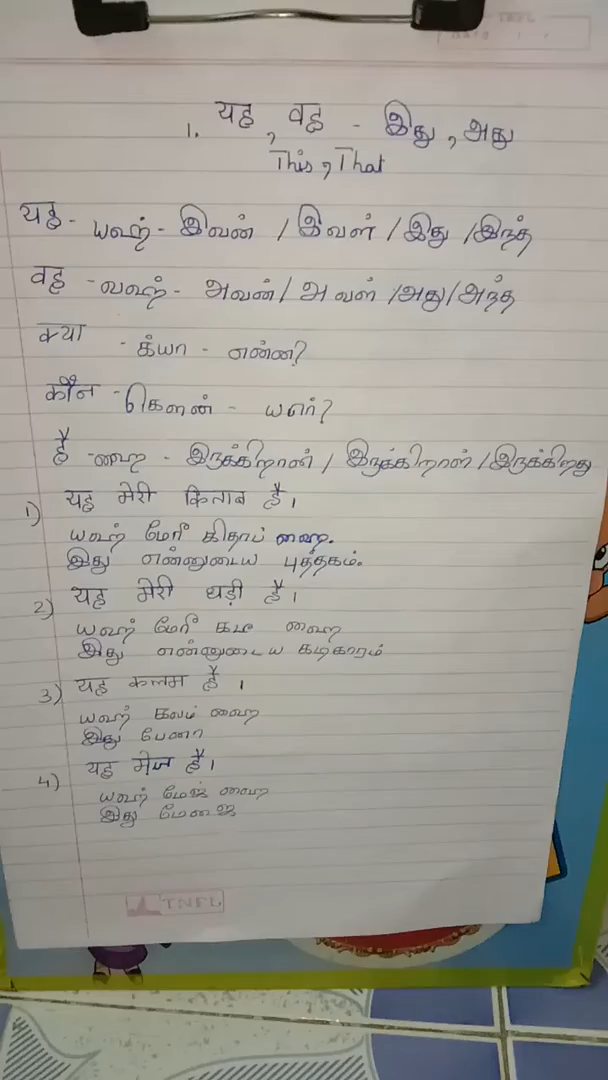 1. यह, वह - இது, அது
This, That
यह - யஹ் - இவன் / இவள் / இது / இந்த
वह - வஹ் - அவன் / அவள் / அது / அந்த
क्या - க்யா - என்ன?
कौन - கௌன் - யார்?
है - ஹை - இருக்கிறான் / இருக்கிறாள் / இருக்கிறது
1) यह मेरी किताब है।
யஹ் மேரீ கிதாப் ஹை.
இது என்னுடைய புத்தகம்.
2) यह मेरी घड़ी है।
யஹ் மேரீ கடீ ஹை
இது என்னுடைய கடிகாரம்
3) यह कलम है ।
யஹ் கலம் ஹை
இது பேனா
4) यह मेज है।
யஹ் மேஜ் ஹை
இது மேஜை
TNFL